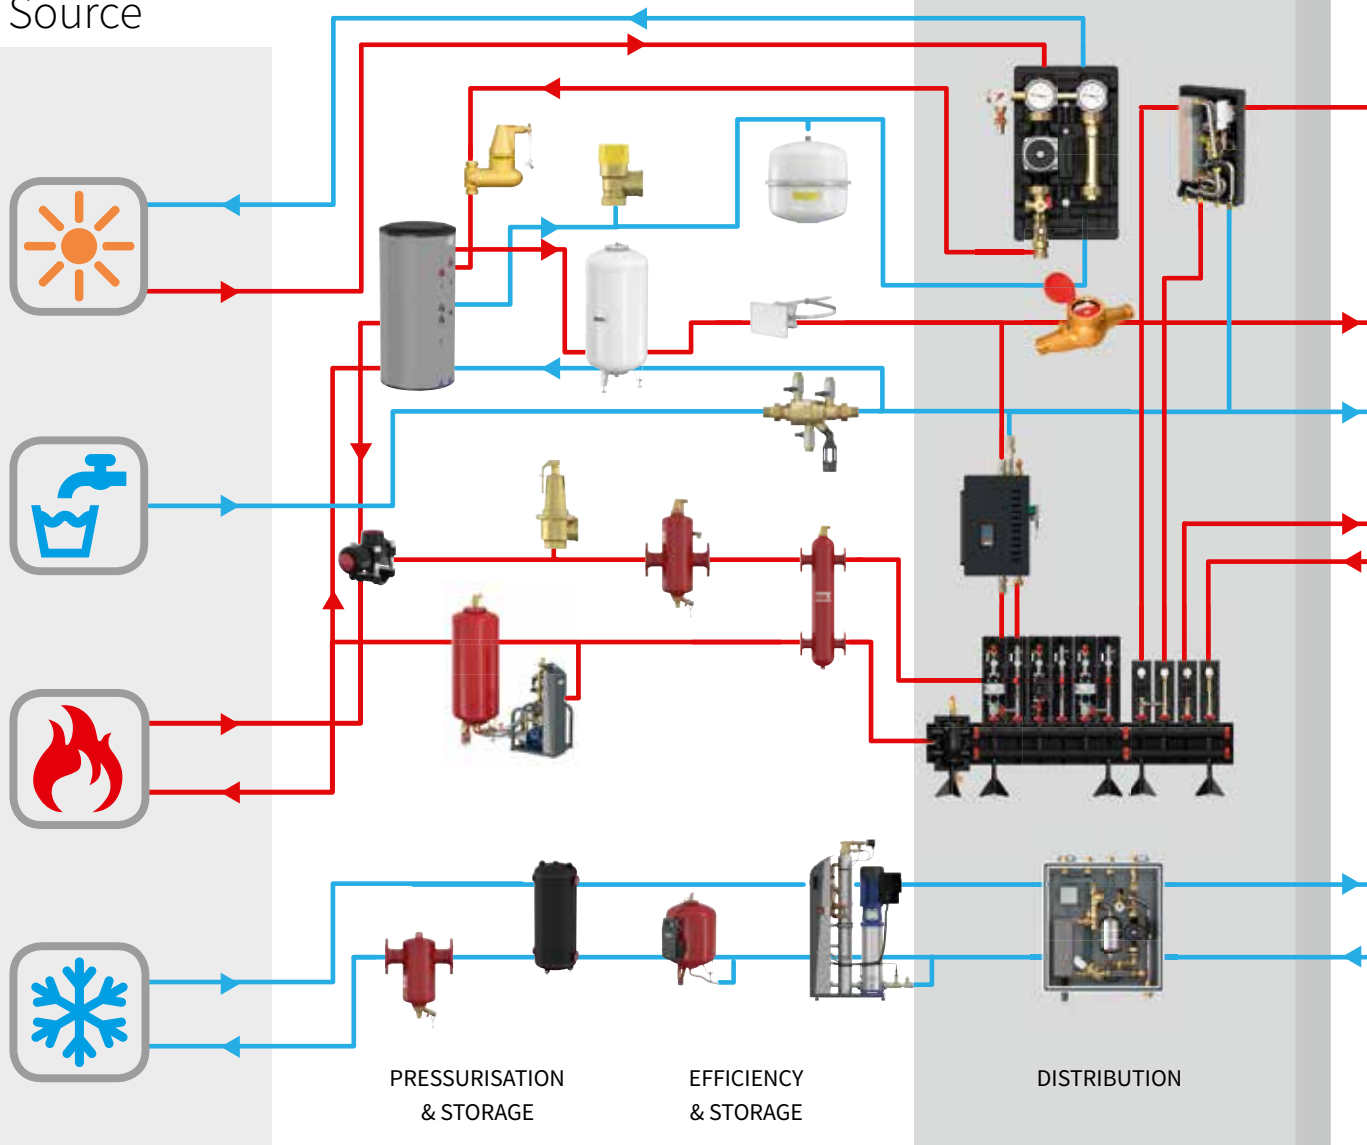 Source
PRESSURISATION
& STORAGE
EFFICIENCY
& STORAGE
DISTRIBUTION